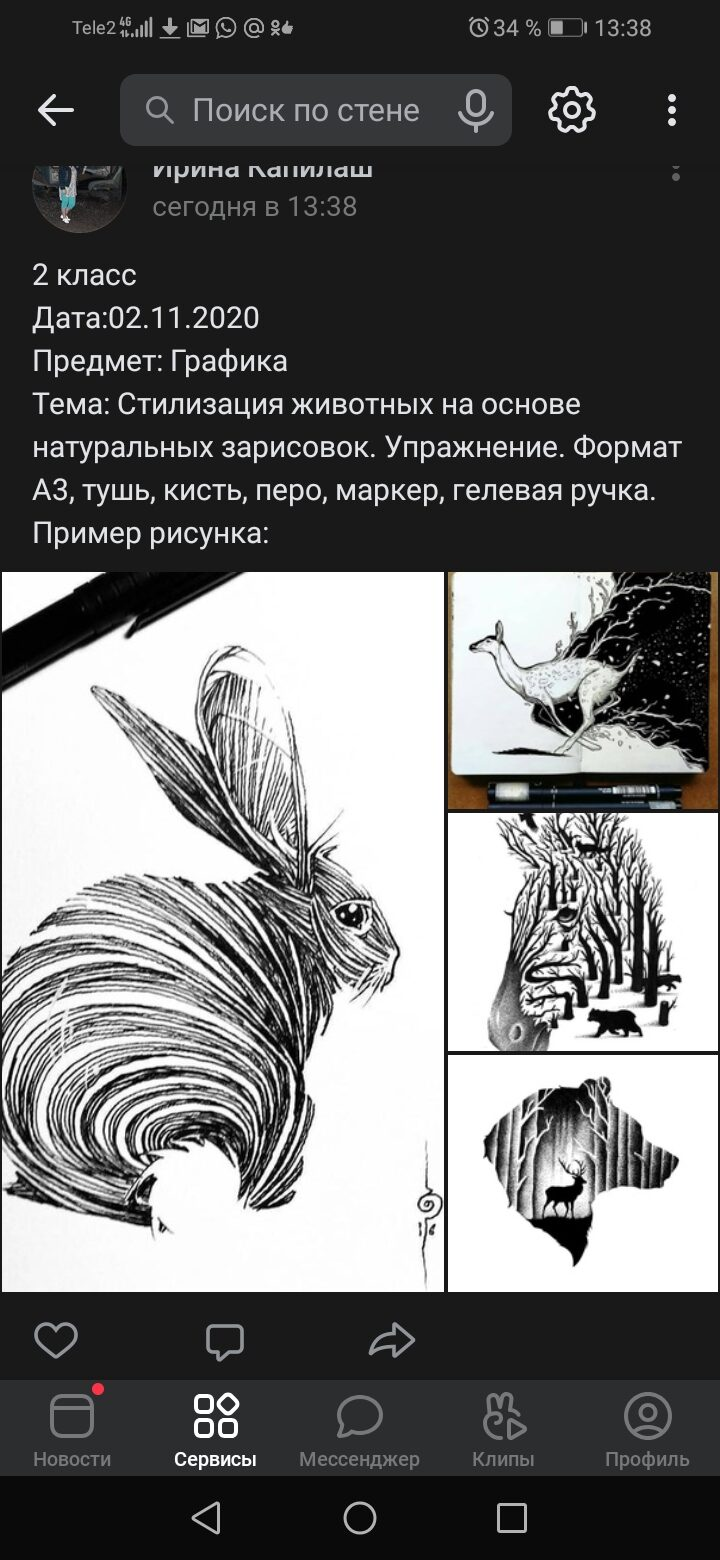 Tele2 4G 34 % 13:38
Поиск по стене
Ирина Капилаш
сегодня в 13:38
2 класс
Дата:02.11.2020
Предмет: Графика
Тема: Стилизация животных на основе
натуральных зарисовок. Упражнение. Формат
А3, тушь, кисть, перо, маркер, гелевая ручка.
Пример рисунка:
16
Новости Сервисы Мессенджер Клипы Профиль